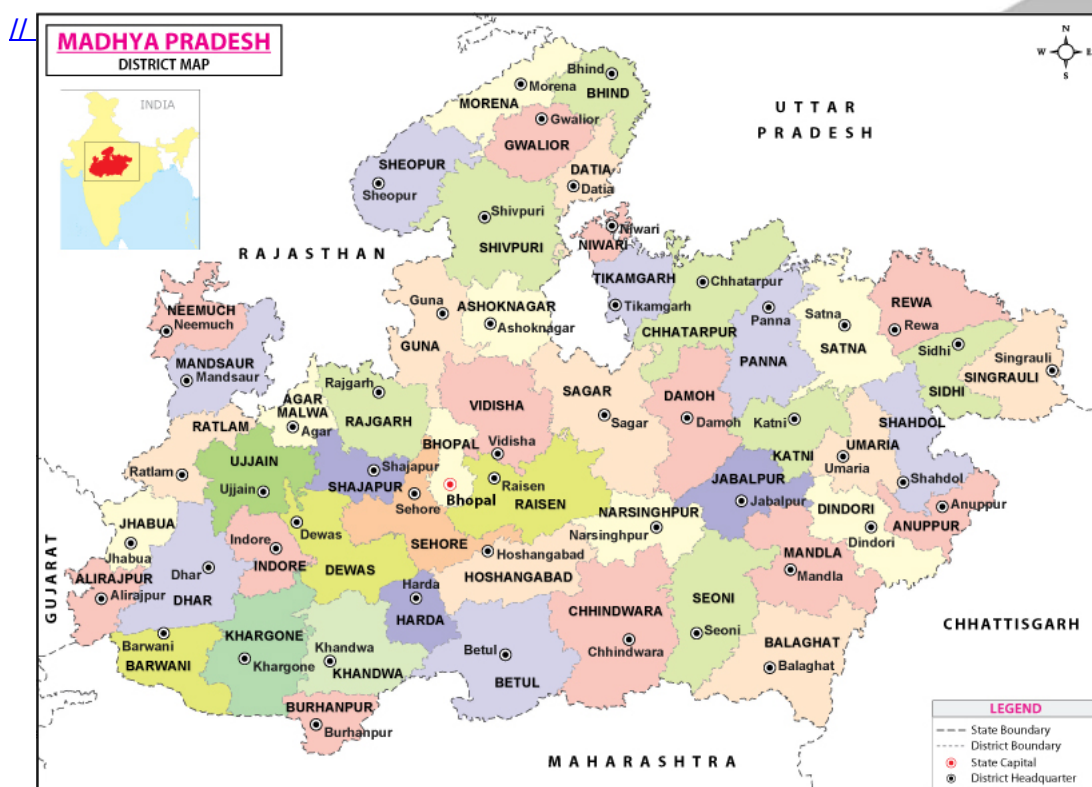 //
MADHYA PRADESH
DISTRICT MAP
INDIA
N
W E
S
UTTAR
PRADESH
RAJASTHAN
GUJARAT
CHHATTISGARH
MAHARASHTRA
Bhind
BHIND
Morena
MORENA
Gwalior
GWALIOR
SHEOPUR
Sheopur
DATIA
Datia
Shivpuri
SHIVPURI
Niwari
NIWARI
TIKAMGARH
Tikamgarh
Chhatarpur
CHHATARPUR
Panna
PANNA
Satna
SATNA
REWA
Rewa
Sidhi
SIDHI
Singrauli
SINGRAULI
NEEMUCH
Neemuch
MANDSAUR
Mandsaur
Guna
GUNA
ASHOKNAGAR
Ashoknagar
AGAR
MALWA
Agar
Rajgarh
RAJGARH
VIDISHA
Vidisha
SAGAR
Sagar
DAMOH
Damoh
Katni
KATNI
UMARIA
Umaria
SHAHDOL
Shahdol
RATLAM
Ratlam
UJJAIN
Ujjain
Shajapur
SHAJAPUR
BHOPAL
Bhopal
Raisen
RAISEN
Sehore
SEHORE
JABALPUR
Jabalpur
NARSINGHPUR
Narsinghpur
DINDORI
Dindori
Anuppur
ANUPPUR
JHABUA
Jhabua
ALIRAJPUR
Alirajpur
Dhar
DHAR
Indore
INDORE
Dewas
DEWAS
Hoshangabad
HOSHANGABAD
Harda
HARDA
MANDLA
Mandla
CHHINDWARA
Chhindwara
SEONI
Seoni
BALAGHAT
Balaghat
Barwani
BARWANI
KHARGONE
Khargone
Khandwa
KHANDWA
Betul
BETUL
BURHANPUR
Burhanpur
LEGEND
State Boundary
District Boundary
State Capital
District Headquarter